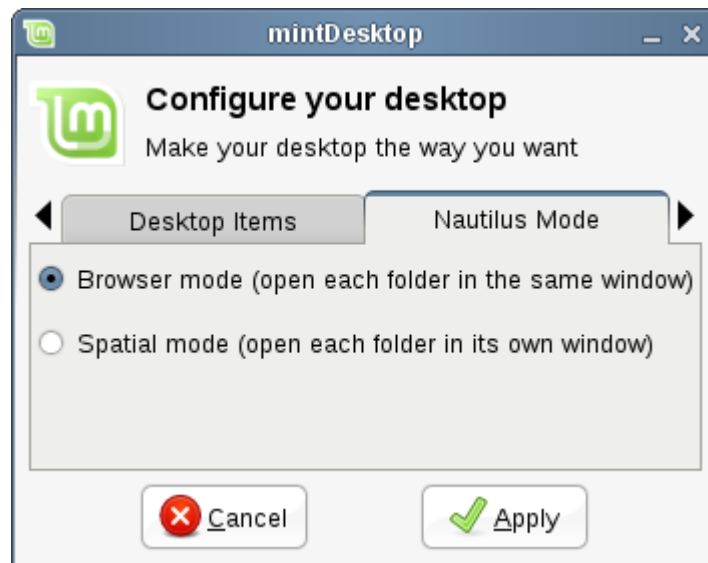 mintDesktop
Configure your desktop
Make your desktop the way you want
Desktop Items Nautilus Mode
Browser mode (open each folder in the same window)
Spatial mode (open each folder in its own window)
Cancel Apply